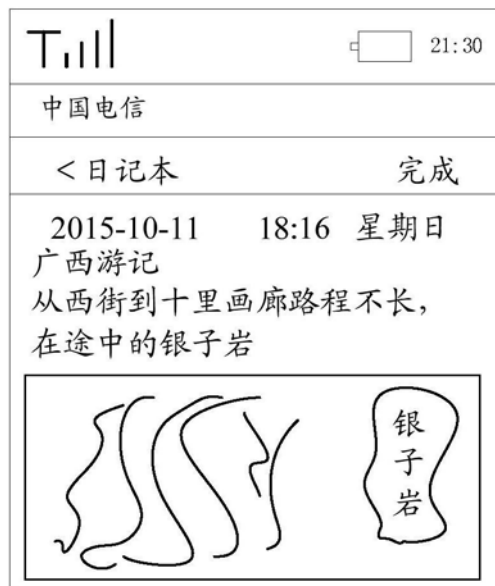 21:30
中国电信
<日记本 完成
2015-10-11 18:16 星期日
广西游记
从西街到十里画廊路程不长，
在途中的银子岩
银子岩